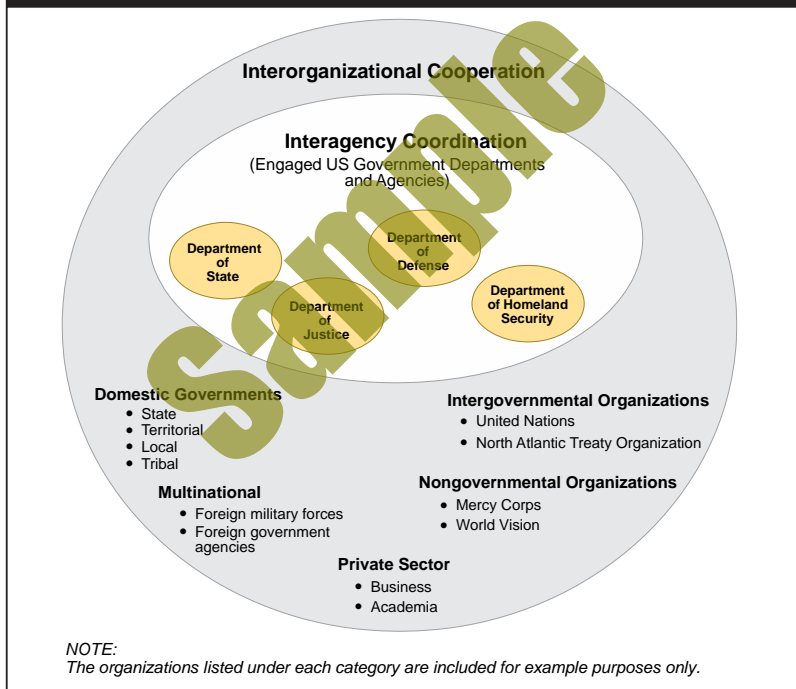 Interorganizational Cooperation
Interagency Coordination
(Engaged US Government Departments
and Agencies)
Department
of
State
Department
of
Justice
Department
of
Defense
Department
of Homeland
Security
Sample
Domestic Governments
• State
• Territorial
• Local
• Tribal
Intergovernmental Organizations
• United Nations
• North Atlantic Treaty Organization
Multinational
• Foreign military forces
• Foreign government
agencies
Nongovernmental Organizations
• Mercy Corps
• World Vision
Private Sector
• Business
• Academia
NOTE:
The organizations listed under each category are included for example purposes only.